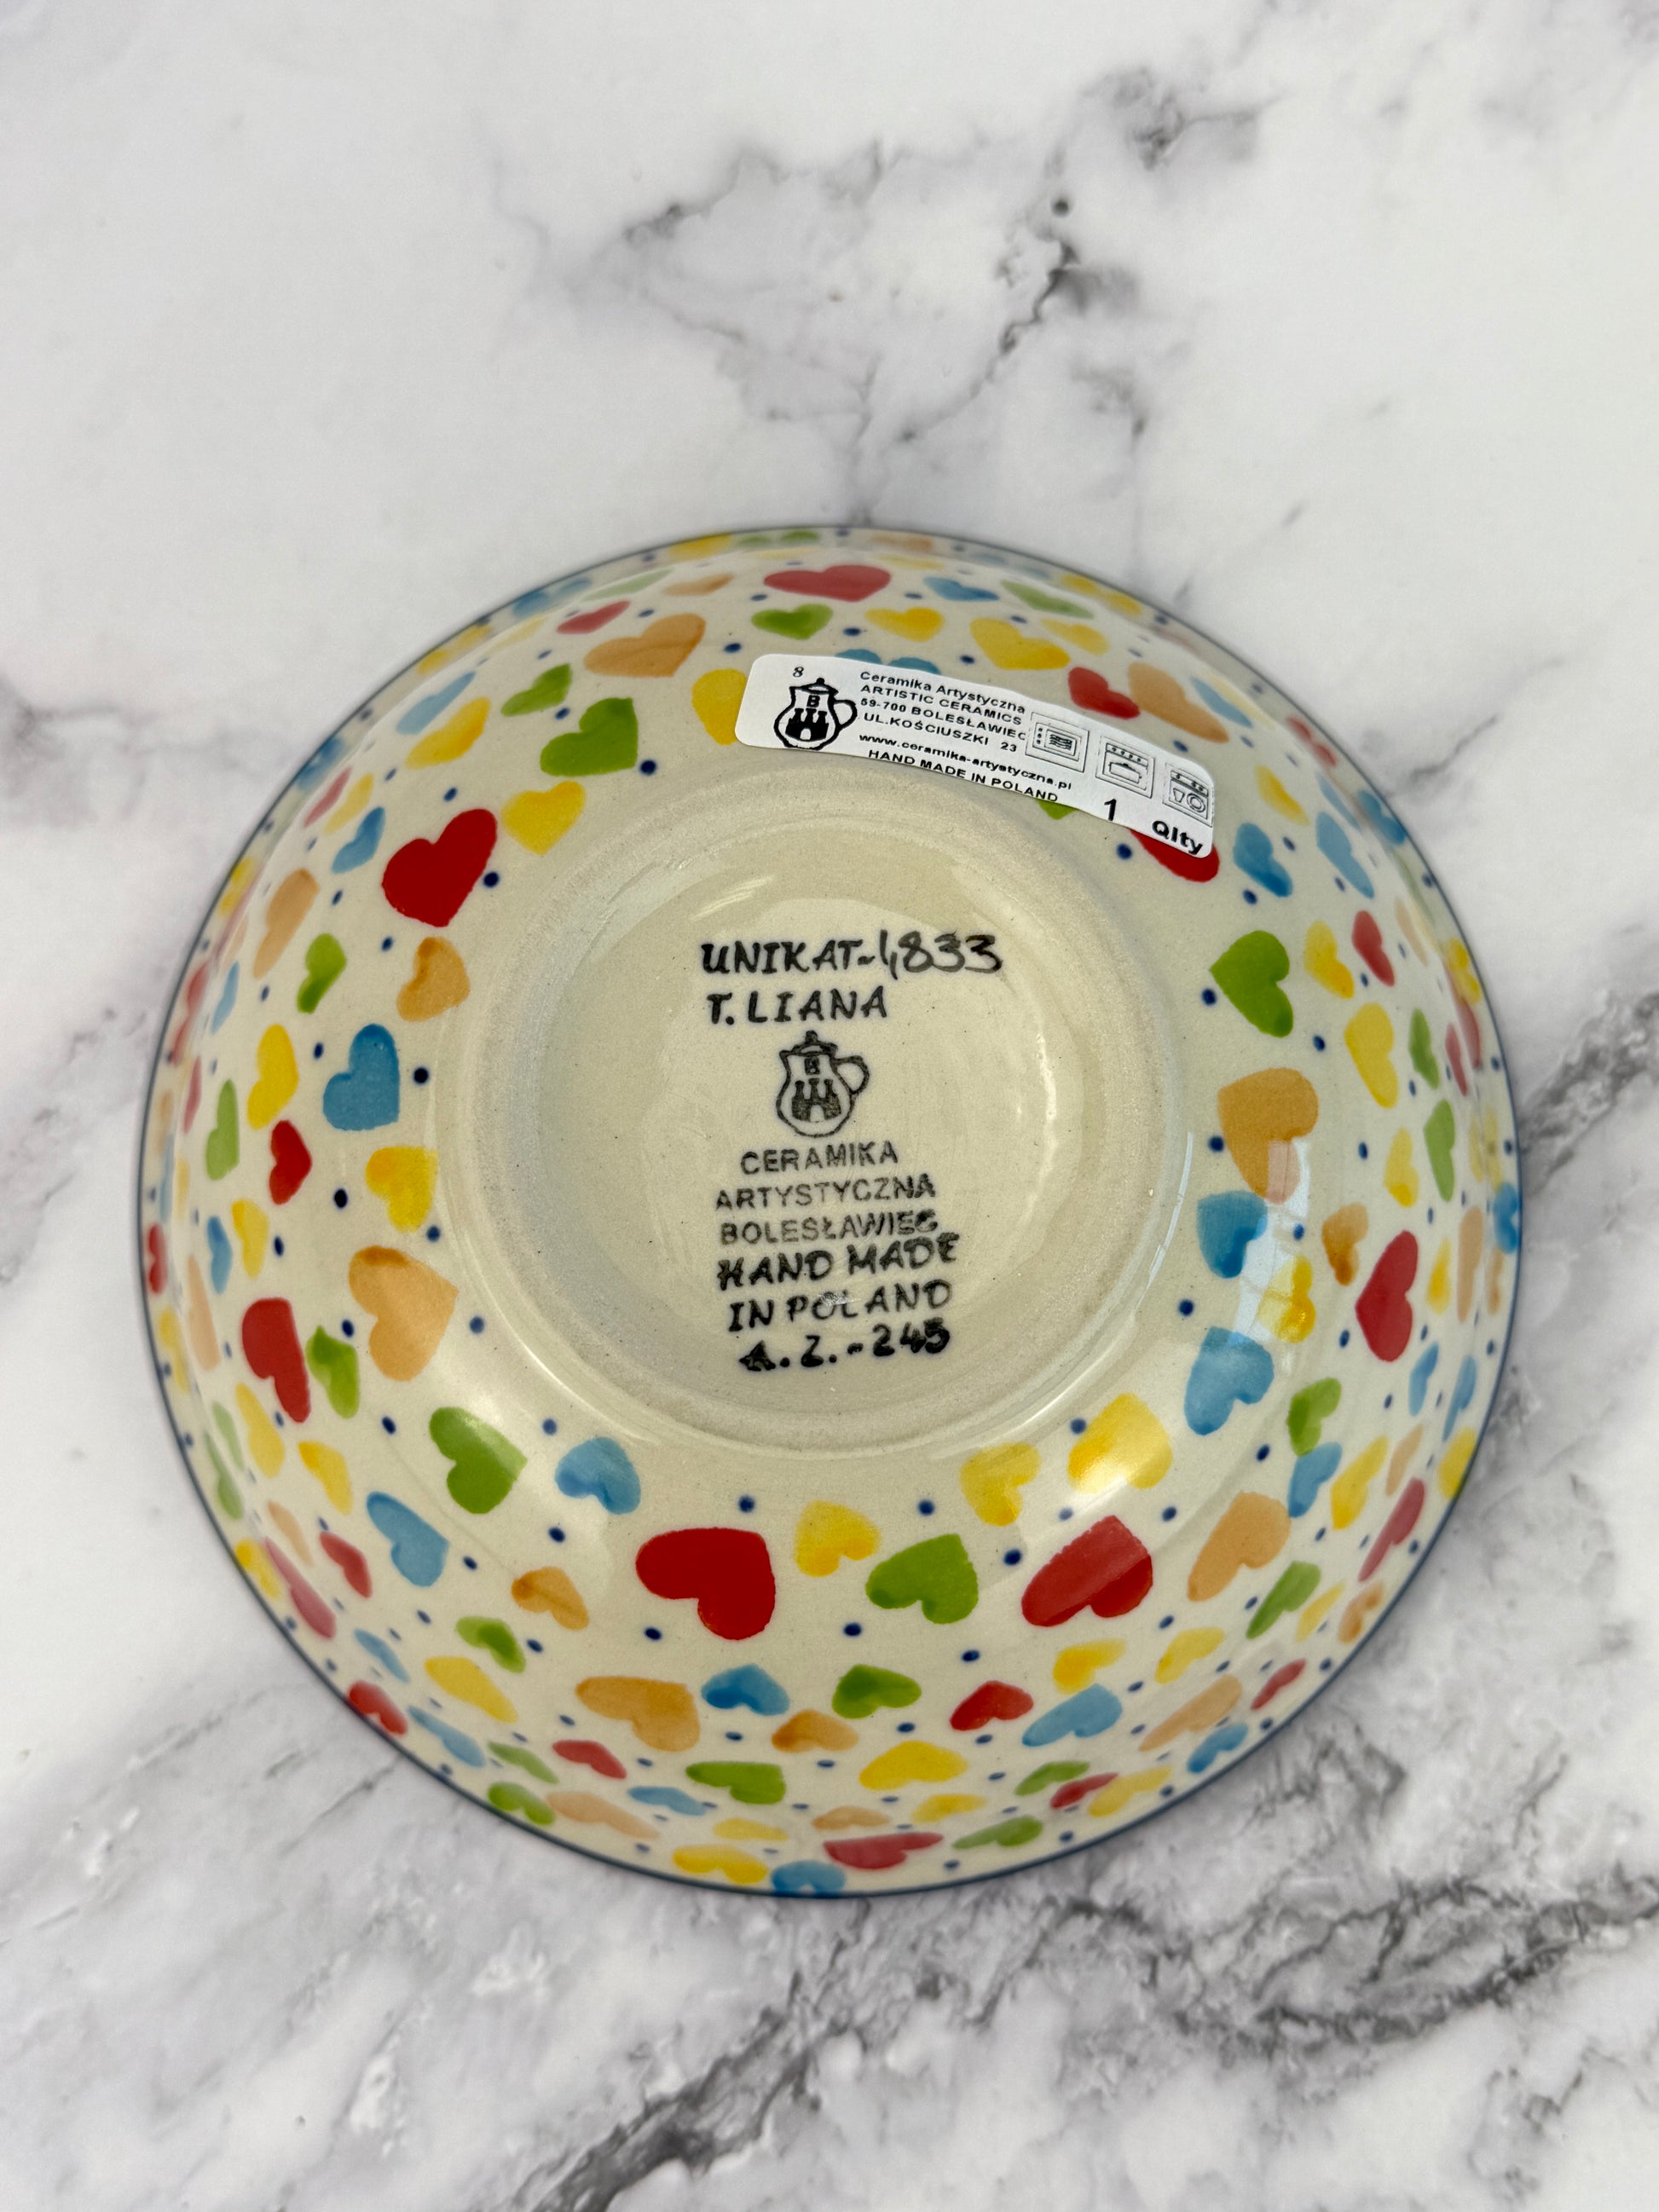 8
B
Ceramika Artystyczna
ARTISTIC CERAMICS
59-700 BOLESŁAWIEC
UL.KOŚCIUSZKI 23
www.ceramika-artystyczna.pl
HAND MADE IN POLAND
1 Qlty
UNIKAT-4833
T. LIANA
B
CERAMIKA
ARTYSTYCZNA
BOLESŁAWIEC
HAND MADE
IN POLAND
A.Z.-245